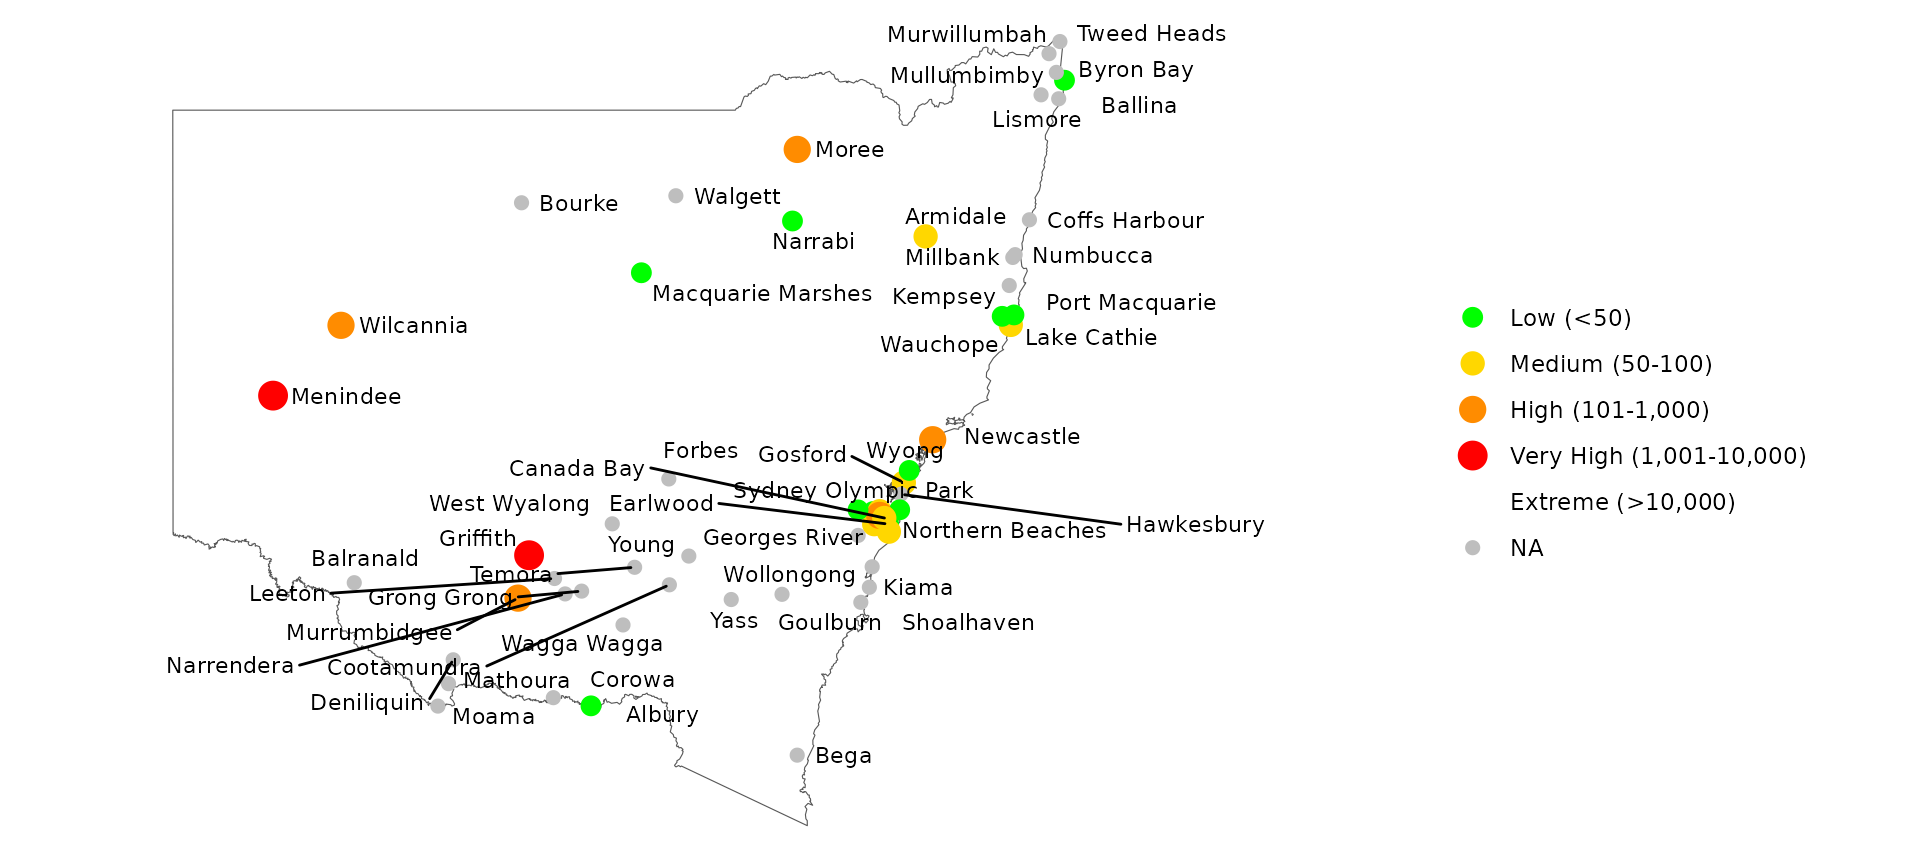 Murwillumbah
Tweed Heads
Mullumbimby
Byron Bay
Ballina
Lismore
Moree
Bourke
Walgett
Narrabi
Armidale
Coffs Harbour
Millbank
Numbucca
Macquarie Marshes
Kempsey
Port Macquarie
Wilcannia
Wauchope
Lake Cathie
Menindee
Newcastle
Forbes
Gosford
Wyong
Canada Bay
Sydney Olympic Park
West Wyalong
Earlwood
Hawkesbury
Northern Beaches
Griffith
Young
Georges River
Balranald
Temora
Wollongong
Kiama
Leeton
Grong Grong
Yass
Goulburn
Shoalhaven
Murrumbidgee
Wagga Wagga
Narrendera
Cootamundra
Mathoura
Corowa
Deniliquin
Moama
Albury
Bega
Low (<50)
Medium (50-100)
High (101-1,000)
Very High (1,001-10,000)
Extreme (>10,000)
NA